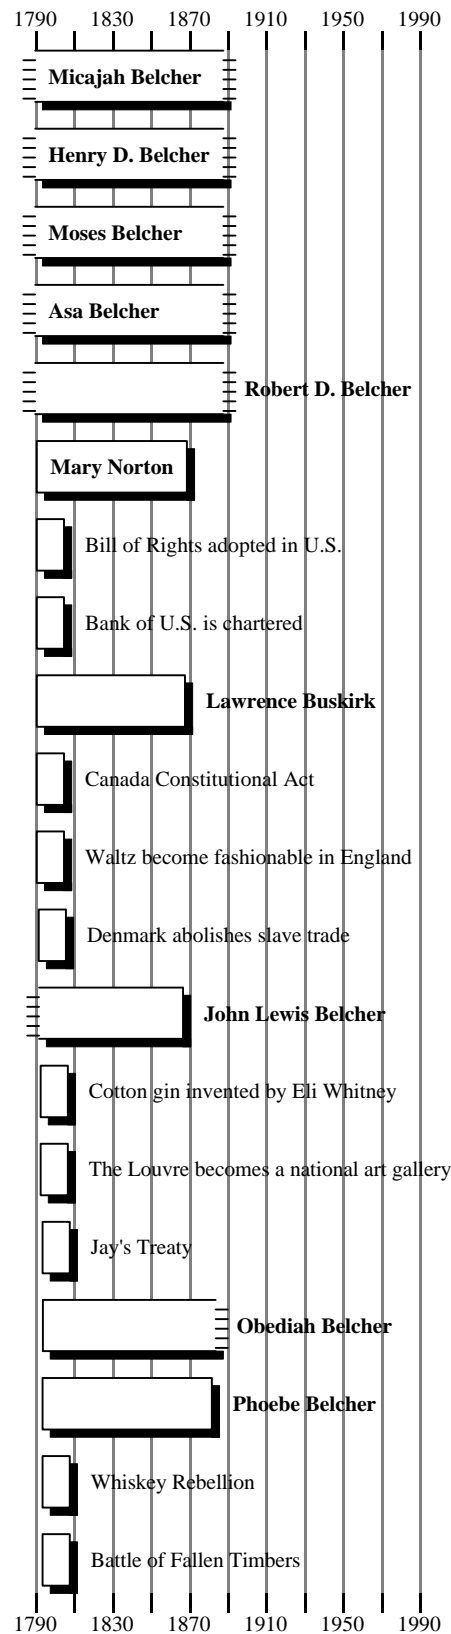 1790 1830 1870 1910 1950 1990
Micajah Belcher
Henry D. Belcher
Moses Belcher
Asa Belcher
Robert D. Belcher
Mary Norton
Bill of Rights adopted in U.S.
Bank of U.S. is chartered
Lawrence Buskirk
Canada Constitutional Act
Waltz become fashionable in England
Denmark abolishes slave trade
John Lewis Belcher
Cotton gin invented by Eli Whitney
The Louvre becomes a national art gallery
Jay's Treaty
Obediah Belcher
Phoebe Belcher
Whiskey Rebellion
Battle of Fallen Timbers
1790 1830 1870 1910 1950 1990